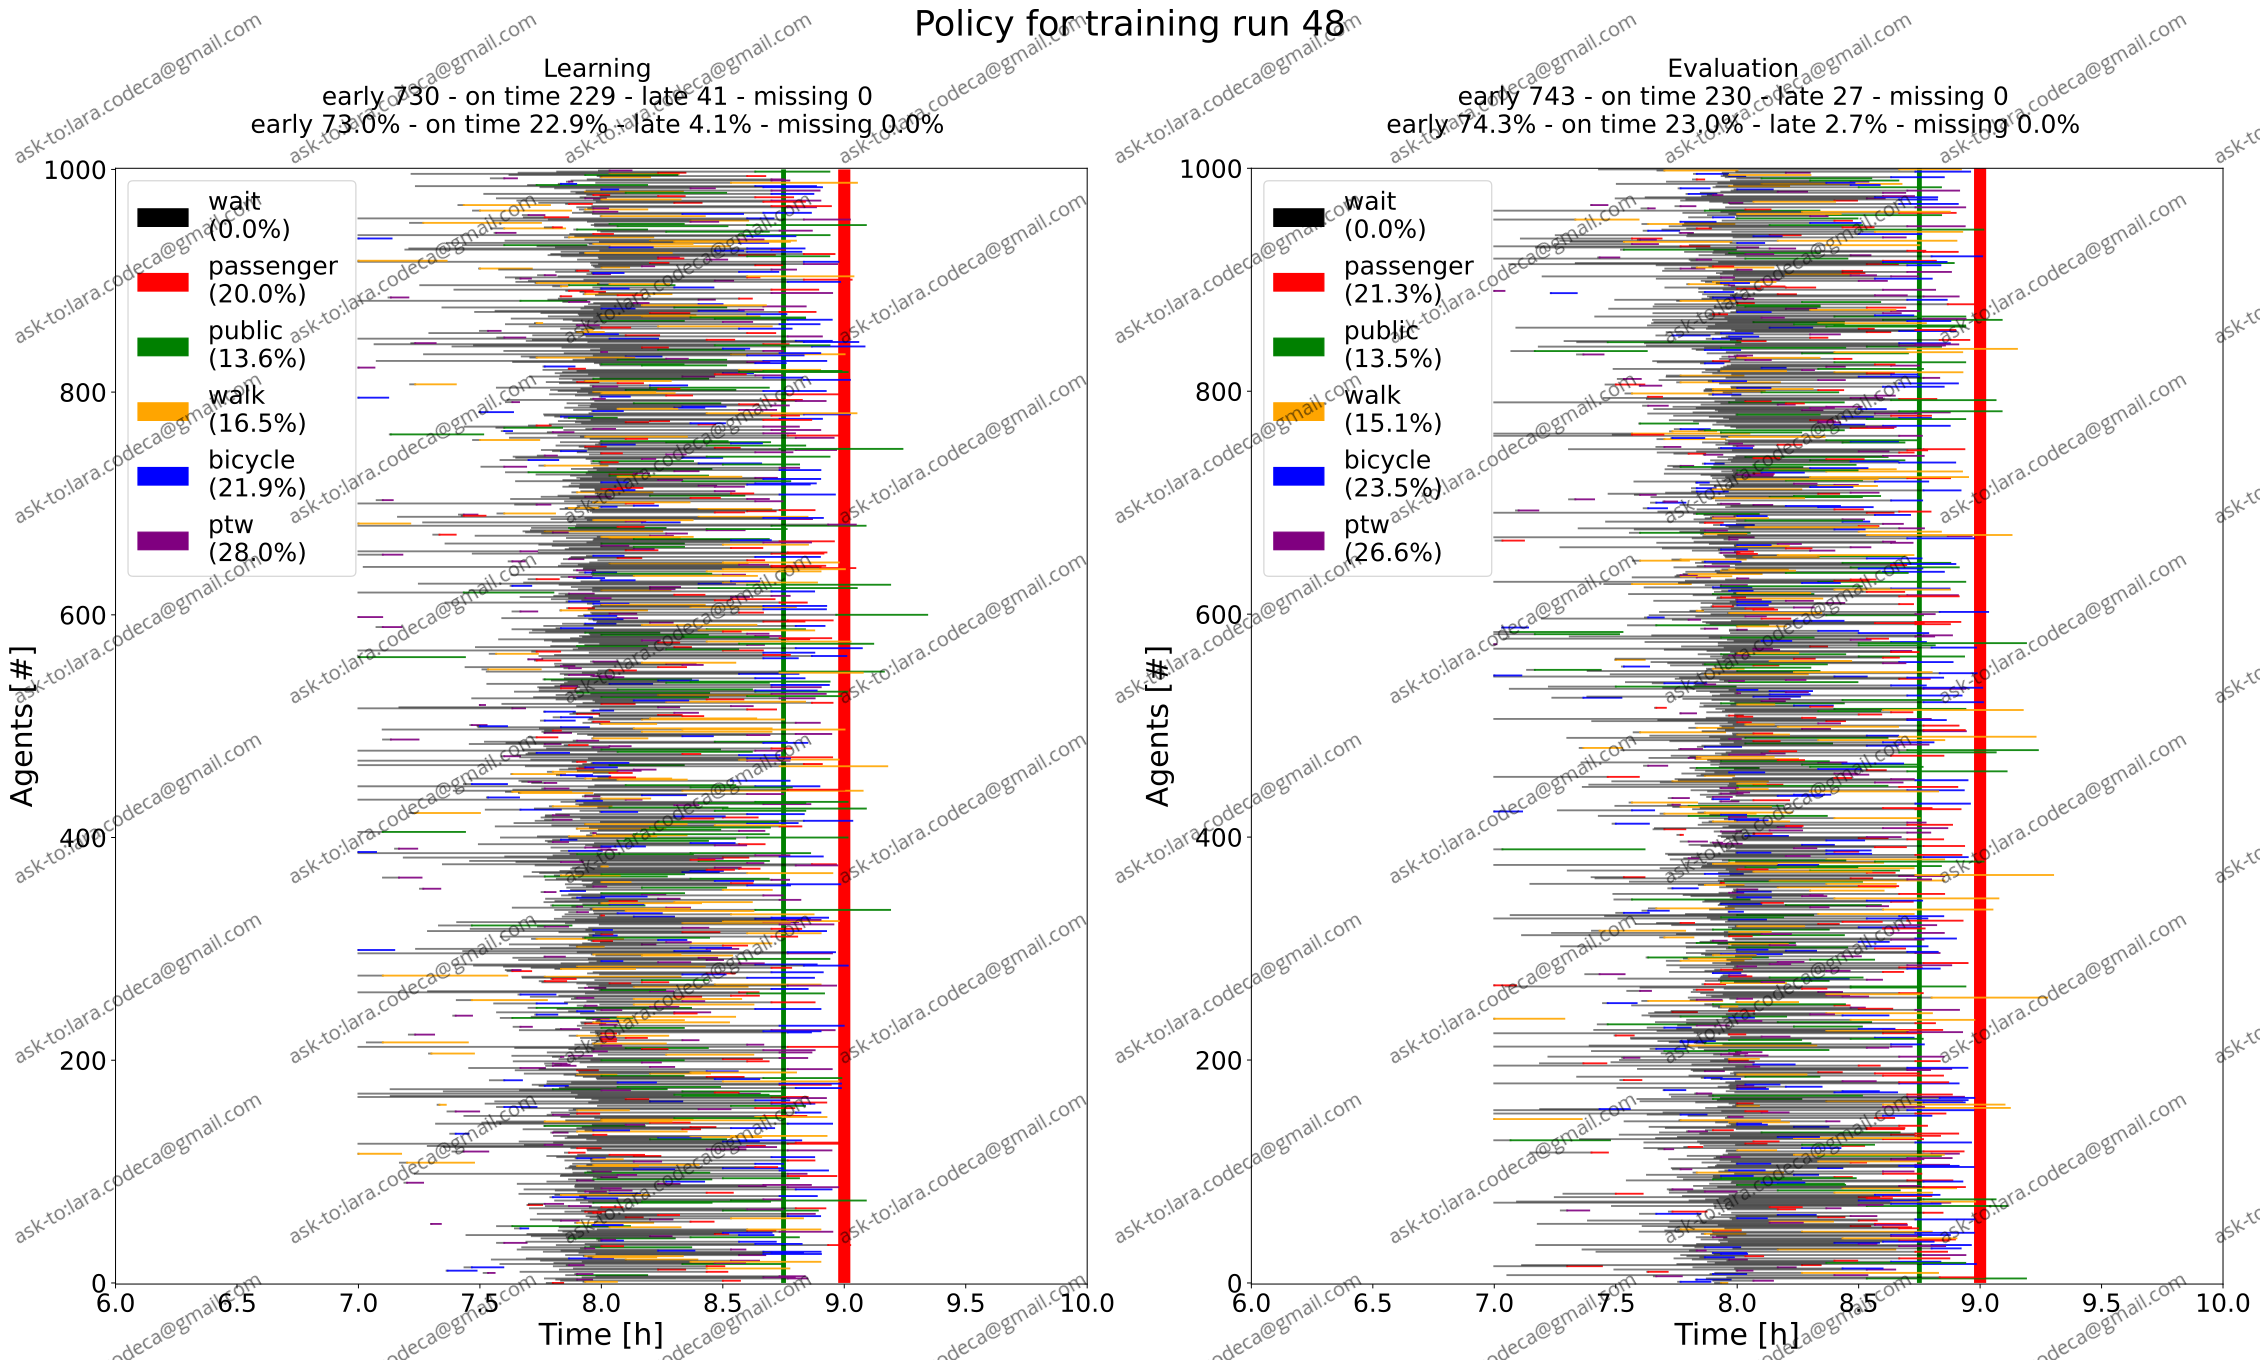 Policy for training run 48
Learning
early 730 - on time 229 - late 41 - missing 0
early 73.0% - on time 22.9% - late 4.1% - missing 0.0%
1000
800
600
400
200
0
Agents [#]
wait
(0.0%)
passenger
(20.0%)
public
(13.6%)
walk
(16.5%)
bicycle
(21.9%)
ptw
(28.0%)
6.0 6.5 7.0 7.5 8.0 8.5 9.0 9.5 10.0
Time [h]
Evaluation
early 743 - on time 230 - late 27 - missing 0
early 74.3% - on time 23.0% - late 2.7% - missing 0.0%
1000
800
600
400
200
0
Agents [#]
wait
(0.0%)
passenger
(21.3%)
public
(13.5%)
walk
(15.1%)
bicycle
(23.5%)
ptw
(26.6%)
6.0 6.5 7.0 7.5 8.0 8.5 9.0 9.5 10.0
Time [h]
ask-to:lara.codeca@gmail.com